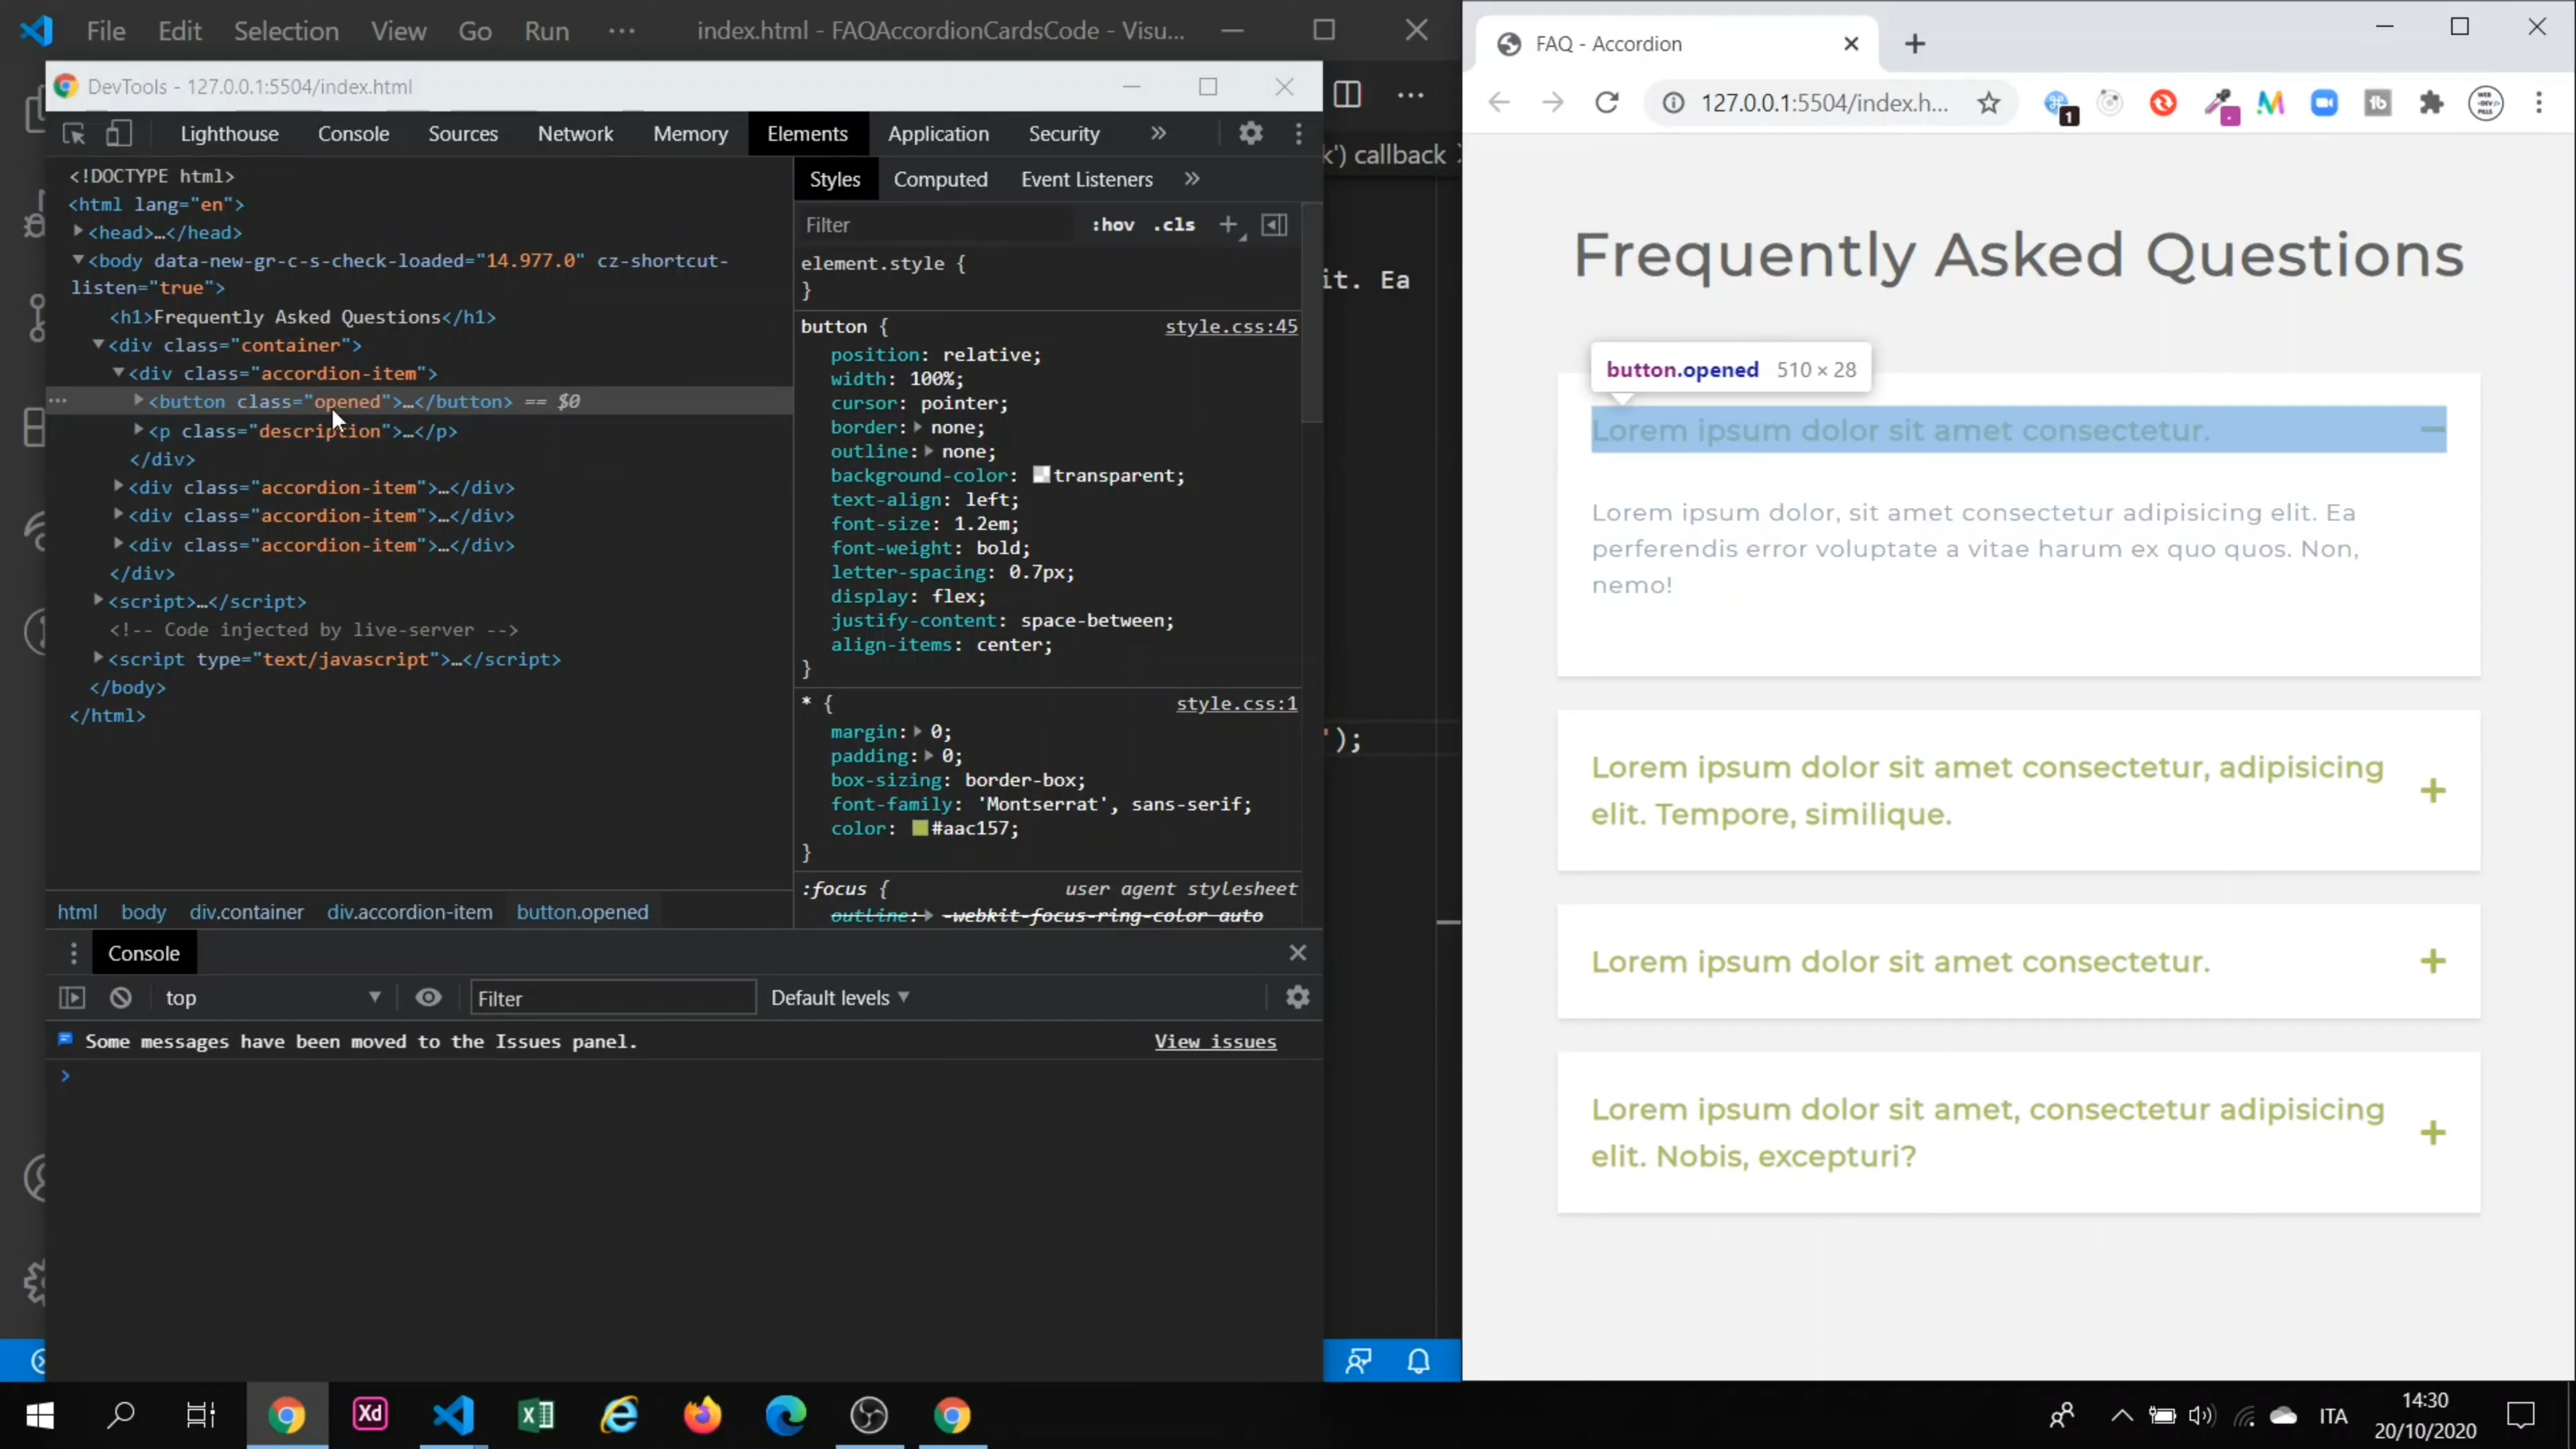 File Edit Selection View Go Run ··· index.html - FAQAccordionCardsCode - Visu...
DevTools - 127.0.0.1:5504/index.html
Lighthouse Console Sources Network Memory Elements Application Security »
<!DOCTYPE html>
<html lang="en">
<head>…</head>
<body data-new-gr-c-s-check-loaded="14.977.0" cz-shortcut-
listen="true">
<h1>Frequently Asked Questions</h1>
<div class="container">
<div class="accordion-item">
<button class="opened">…</button> == $0
<p class="description">…</p>
</div>
<div class="accordion-item">…</div>
<div class="accordion-item">…</div>
<div class="accordion-item">…</div>
</div>
<script>…</script>
<!-- Code injected by live-server -->
<script type="text/javascript">…</script>
</body>
</html>
html body div.container div.accordion-item button.opened
Styles Computed Event Listeners »
Filter :hov .cls +
element.style {
}
button { style.css:45
position: relative;
width: 100%;
cursor: pointer;
border: none;
outline: none;
background-color: transparent;
text-align: left;
font-size: 1.2em;
font-weight: bold;
letter-spacing: 0.7px;
display: flex;
justify-content: space-between;
align-items: center;
}
* { style.css:1
margin: 0;
padding: 0;
box-sizing: border-box;
font-family: 'Montserrat', sans-serif;
color: #aac157;
}
:focus { user agent stylesheet
outline: -webkit-focus-ring-color auto
Console
top Filter Default levels
Some messages have been moved to the Issues panel. View issues
>
k') callback
it. Ea
');
FAQ - Accordion
127.0.0.1:5504/index.h...
1
Frequently Asked Questions
button.opened 510 × 28
Lorem ipsum dolor sit amet consectetur.
Lorem ipsum dolor, sit amet consectetur adipisicing elit. Ea
perferendis error voluptate a vitae harum ex quo quos. Non,
nemo!
Lorem ipsum dolor sit amet consectetur, adipisicing
elit. Tempore, similique.
Lorem ipsum dolor sit amet consectetur.
Lorem ipsum dolor sit amet, consectetur adipisicing
elit. Nobis, excepturi?
Xd
ITA
14:30
20/10/2020